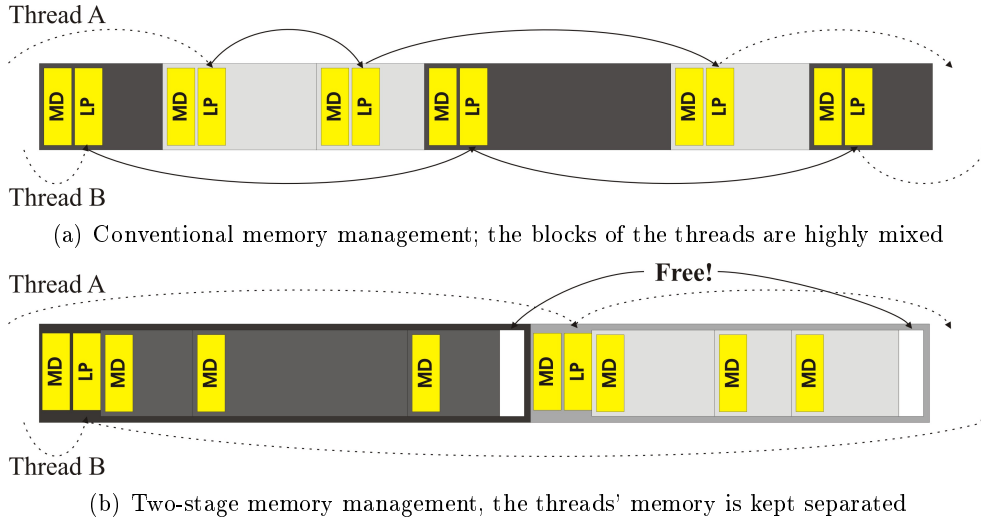 Thread A
MD LP MD LP MD LP MD LP MD LP MD LP
Thread B
(a) Conventional memory management; the blocks of the threads are highly mixed
Thread A
Free!
MD LP MD MD MD MD LP MD MD MD
Thread B
(b) Two-stage memory management, the threads' memory is kept separated